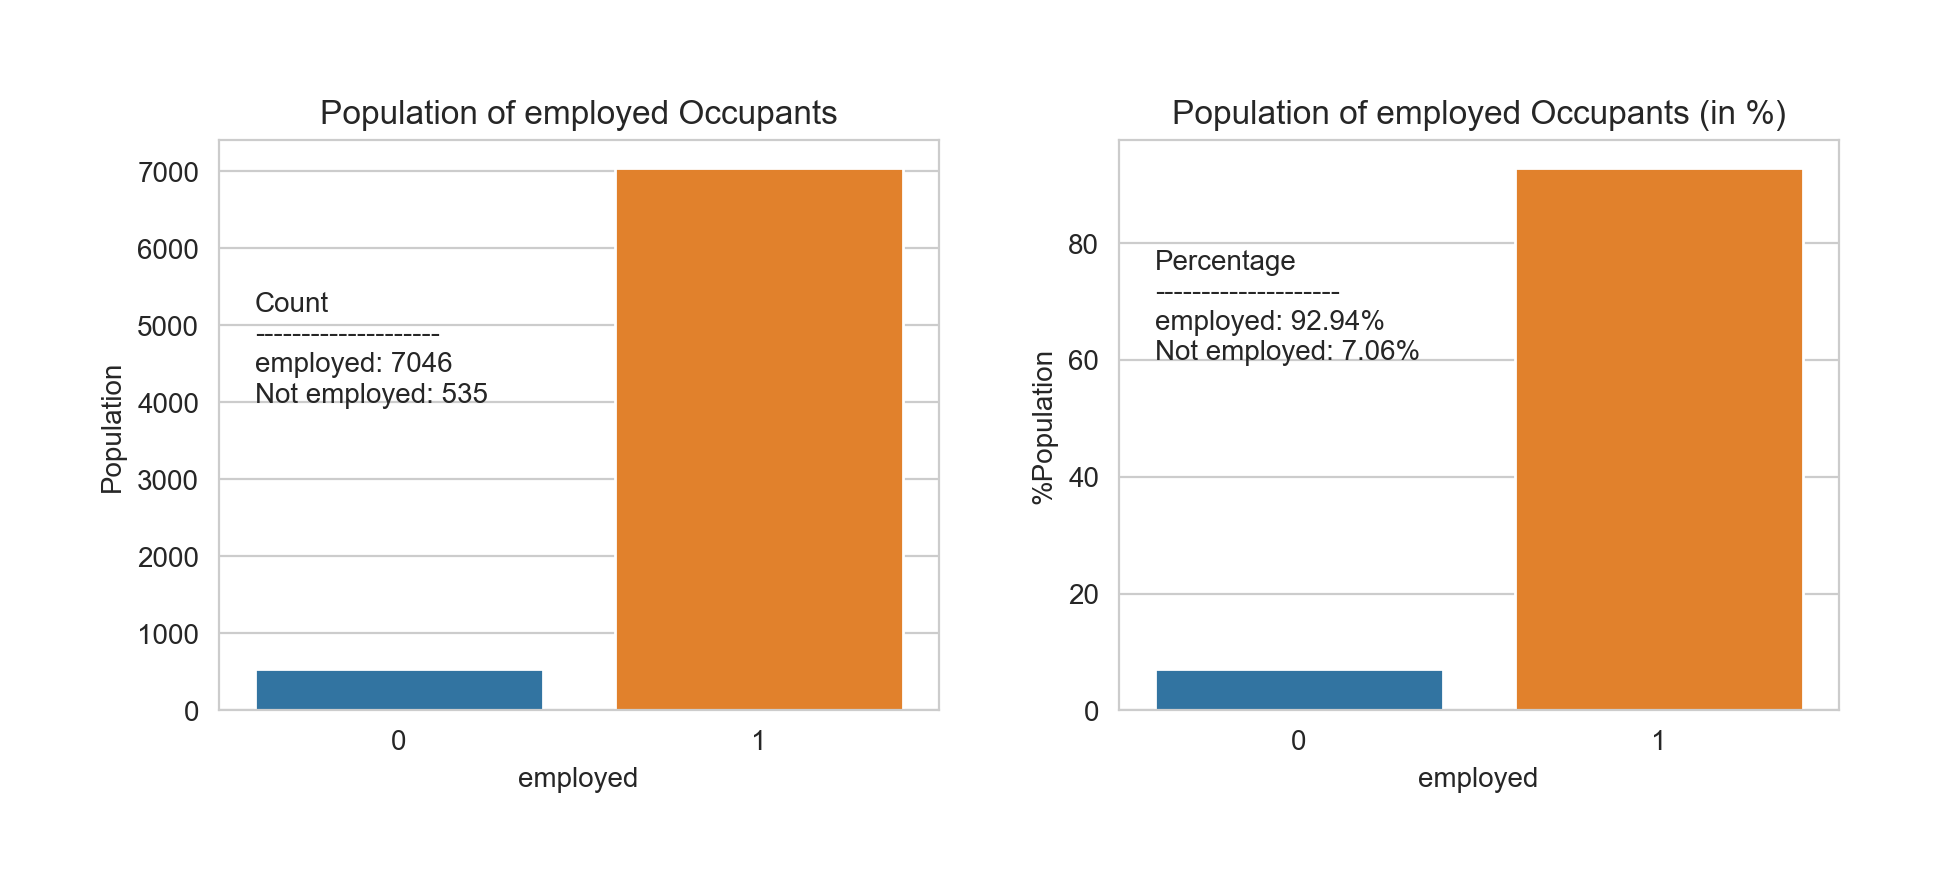 Population of employed Occupants
7000
6000
5000
4000
3000
2000
1000
0
Population
Count
--------------------
employed: 7046
Not employed: 535
0 1
employed
Population of employed Occupants (in %)
80
60
40
20
0
%Population
Percentage
--------------------
employed: 92.94%
Not employed: 7.06%
0 1
employed